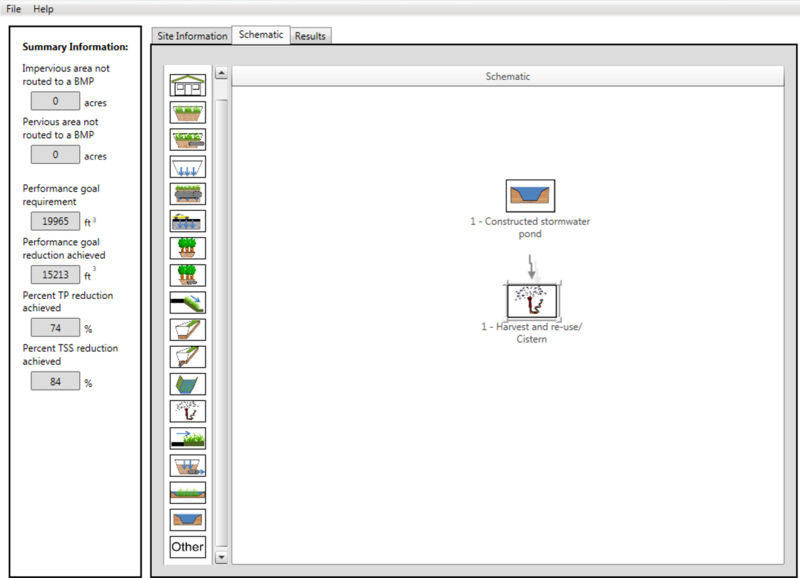 File Help
Summary Information:
Impervious area not
routed to a BMP
0 acres
Pervious area not
routed to a BMP
0 acres
Performance goal
requirement
19965 ft 3
Performance goal
reduction achieved
15213 ft 3
Percent TP reduction
achieved
74 %
Percent TSS reduction
achieved
84 %
Site Information Schematic Results
Schematic
1 - Constructed stormwater
pond
1 - Harvest and re-use/
Cistern
Other